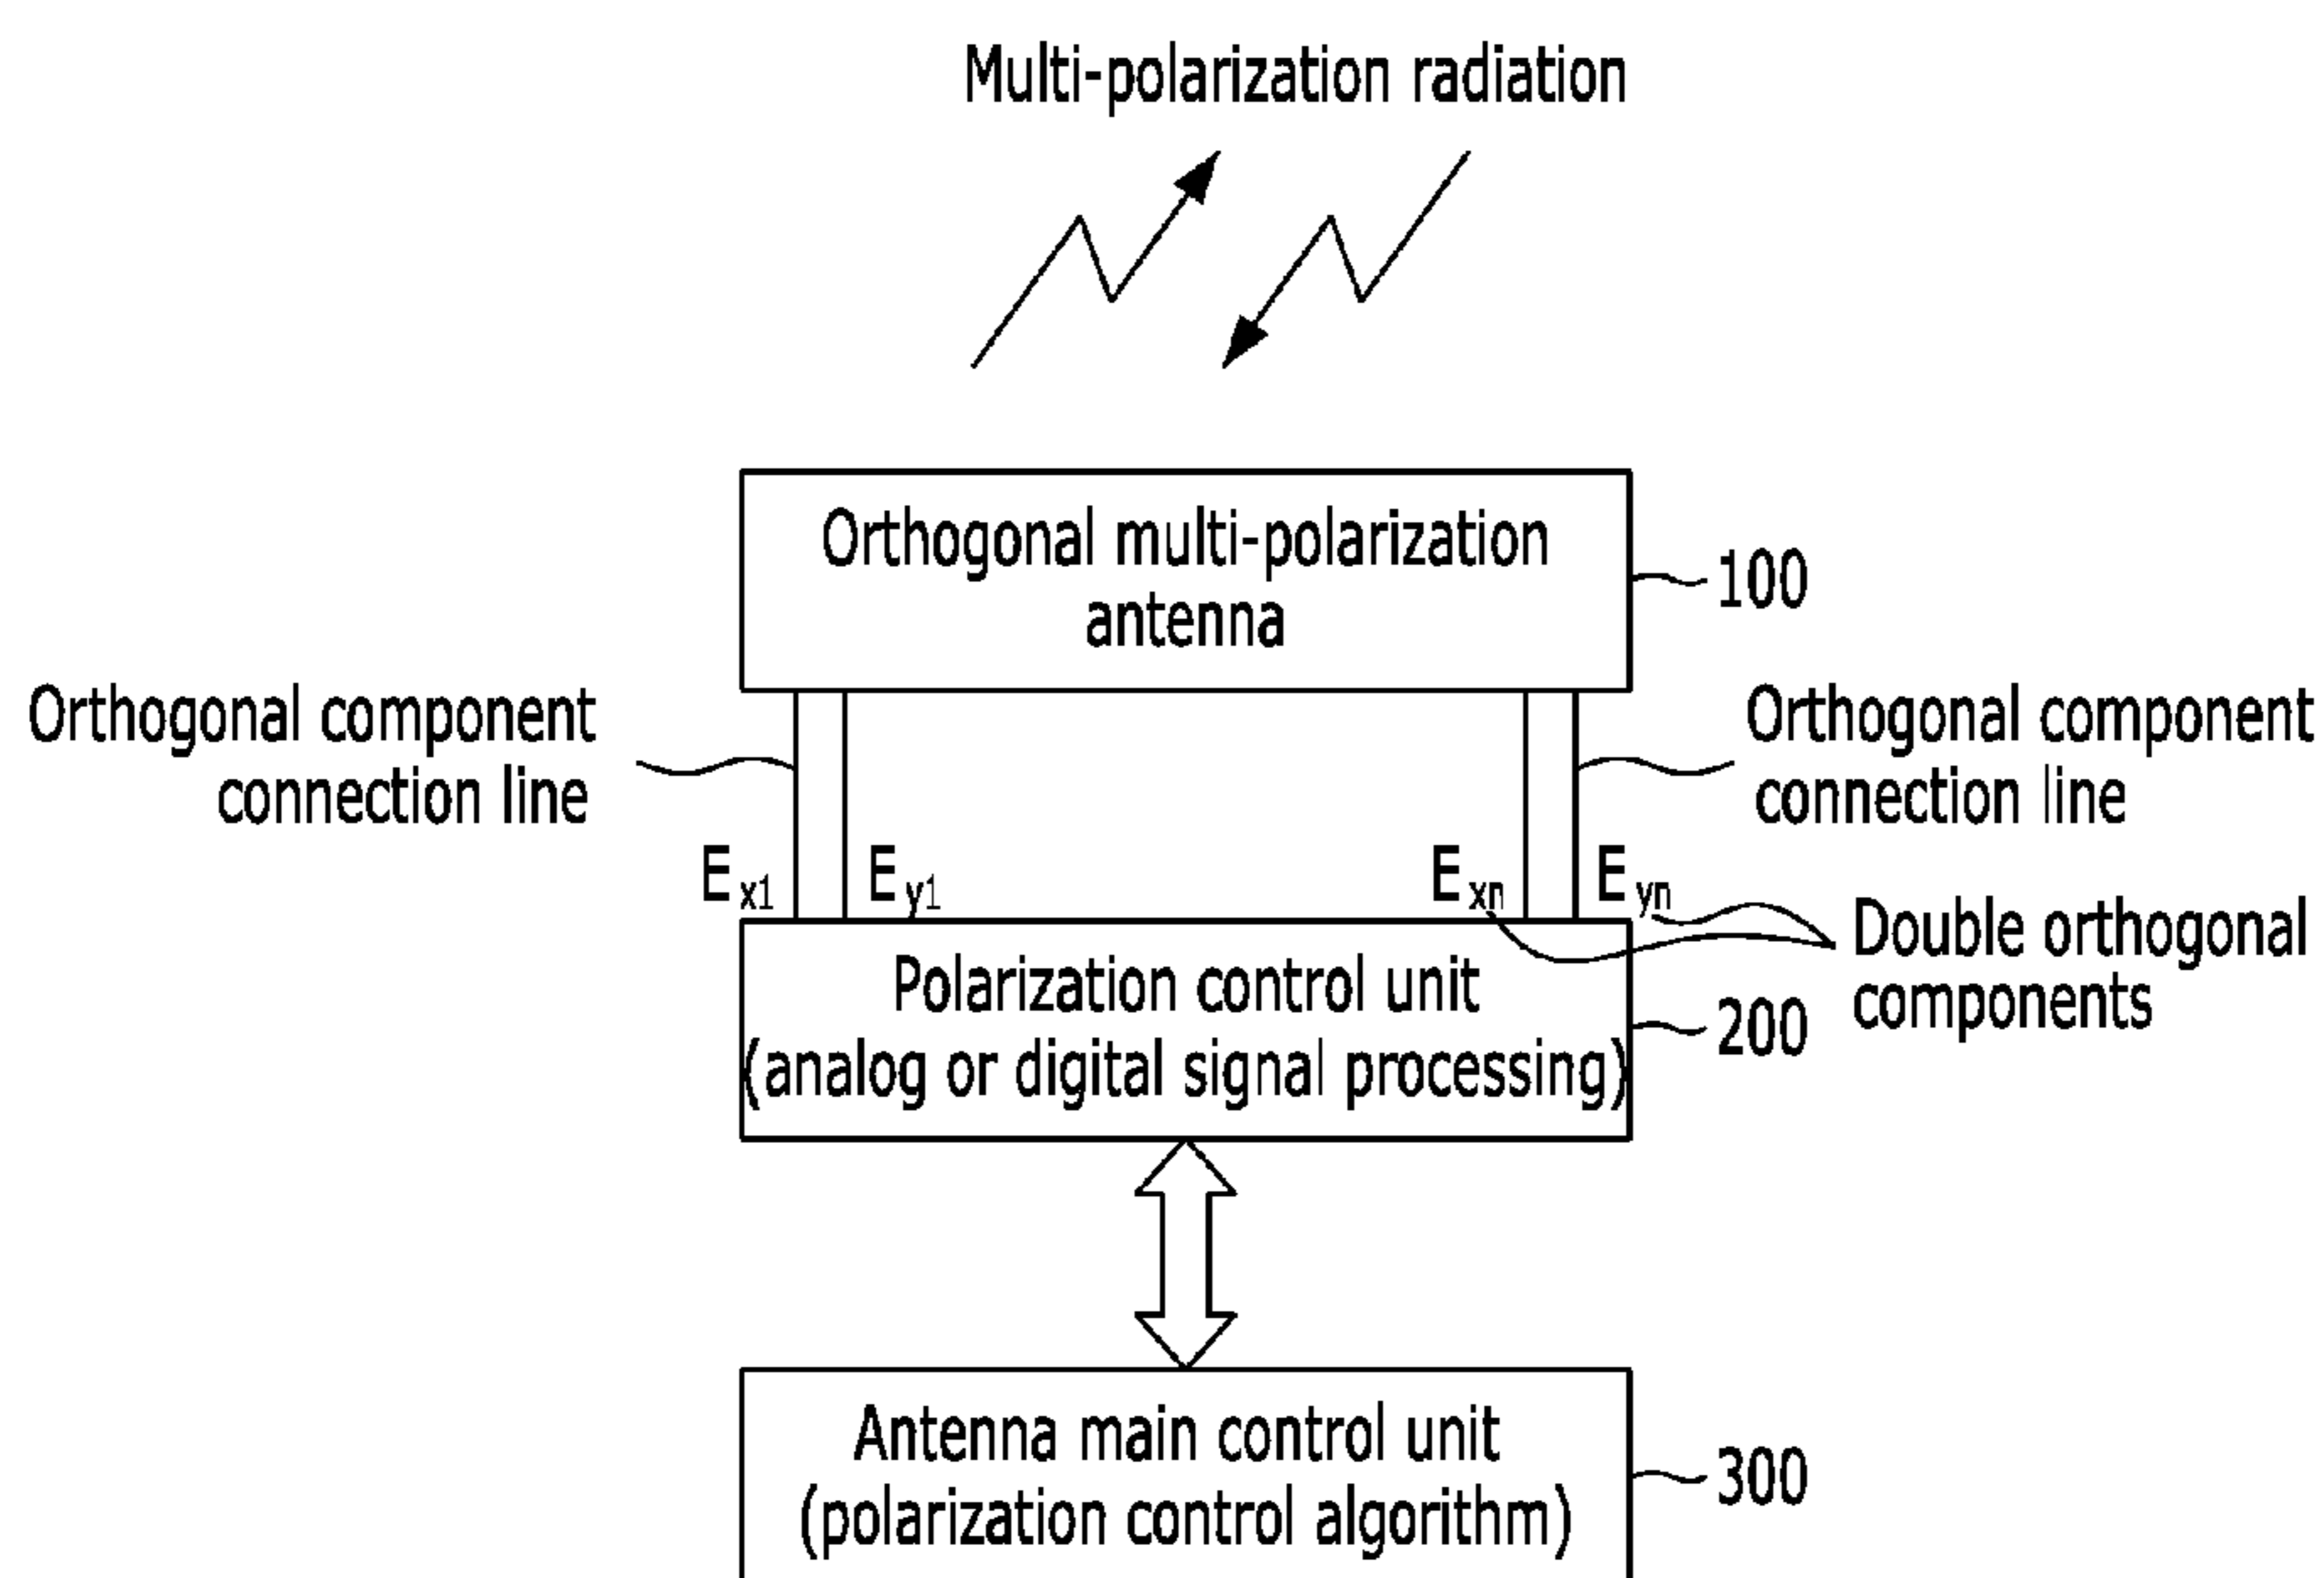 Multi-polarization radiation
Orthogonal multi-polarization
antenna
100
Orthogonal component
connection line
Orthogonal component
connection line
Ex1
Ey1
Exn
Eyn
Double orthogonal
components
Polarization control unit
(analog or digital signal processing)
200
Antenna main control unit
(polarization control algorithm)
300